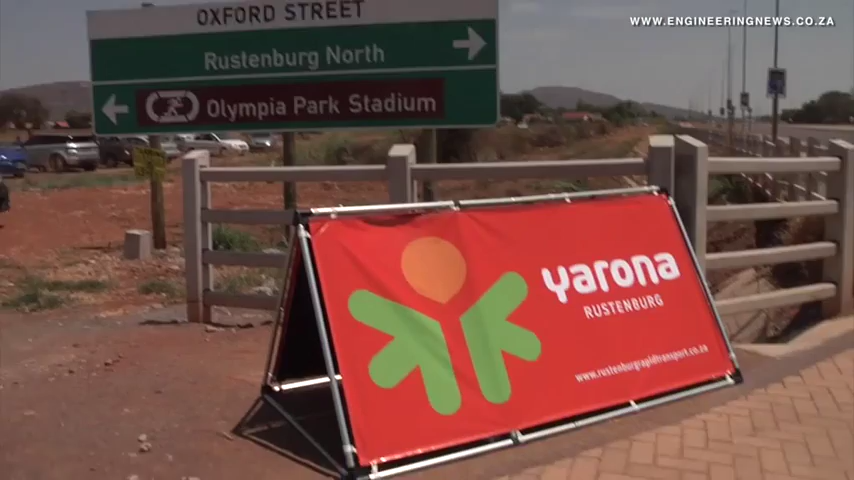 WWW.ENGINEERINGNEWS.CO.ZA
OXFORD STREET
Rustenburg North
Olympia Park Stadium
yarona
RUSTENBURG
www.rustenburgrapidtransport.co.za